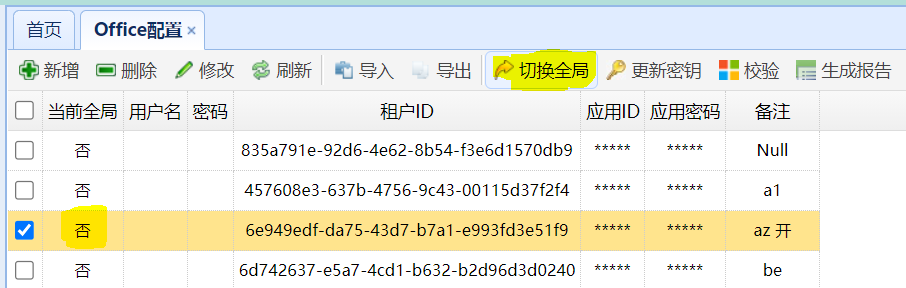 首页 Office配置 ×
新增 删除 修改 刷新 导入 导出 切换全局 更新密钥 校验 生成报告
当前全局 用户名 密码 租户ID 应用ID 应用密码 备注
否 835a791e-92d6-4e62-8b54-f3e6d1570db9 ***** ***** Null
否 457608e3-637b-4756-9c43-00115d37f2f4 ***** ***** a1
否 6e949edf-da75-43d7-b7a1-e993fd3e51f9 ***** ***** az 开
否 6d742637-e5a7-4cd1-b632-b2d96d3d0240 ***** ***** be